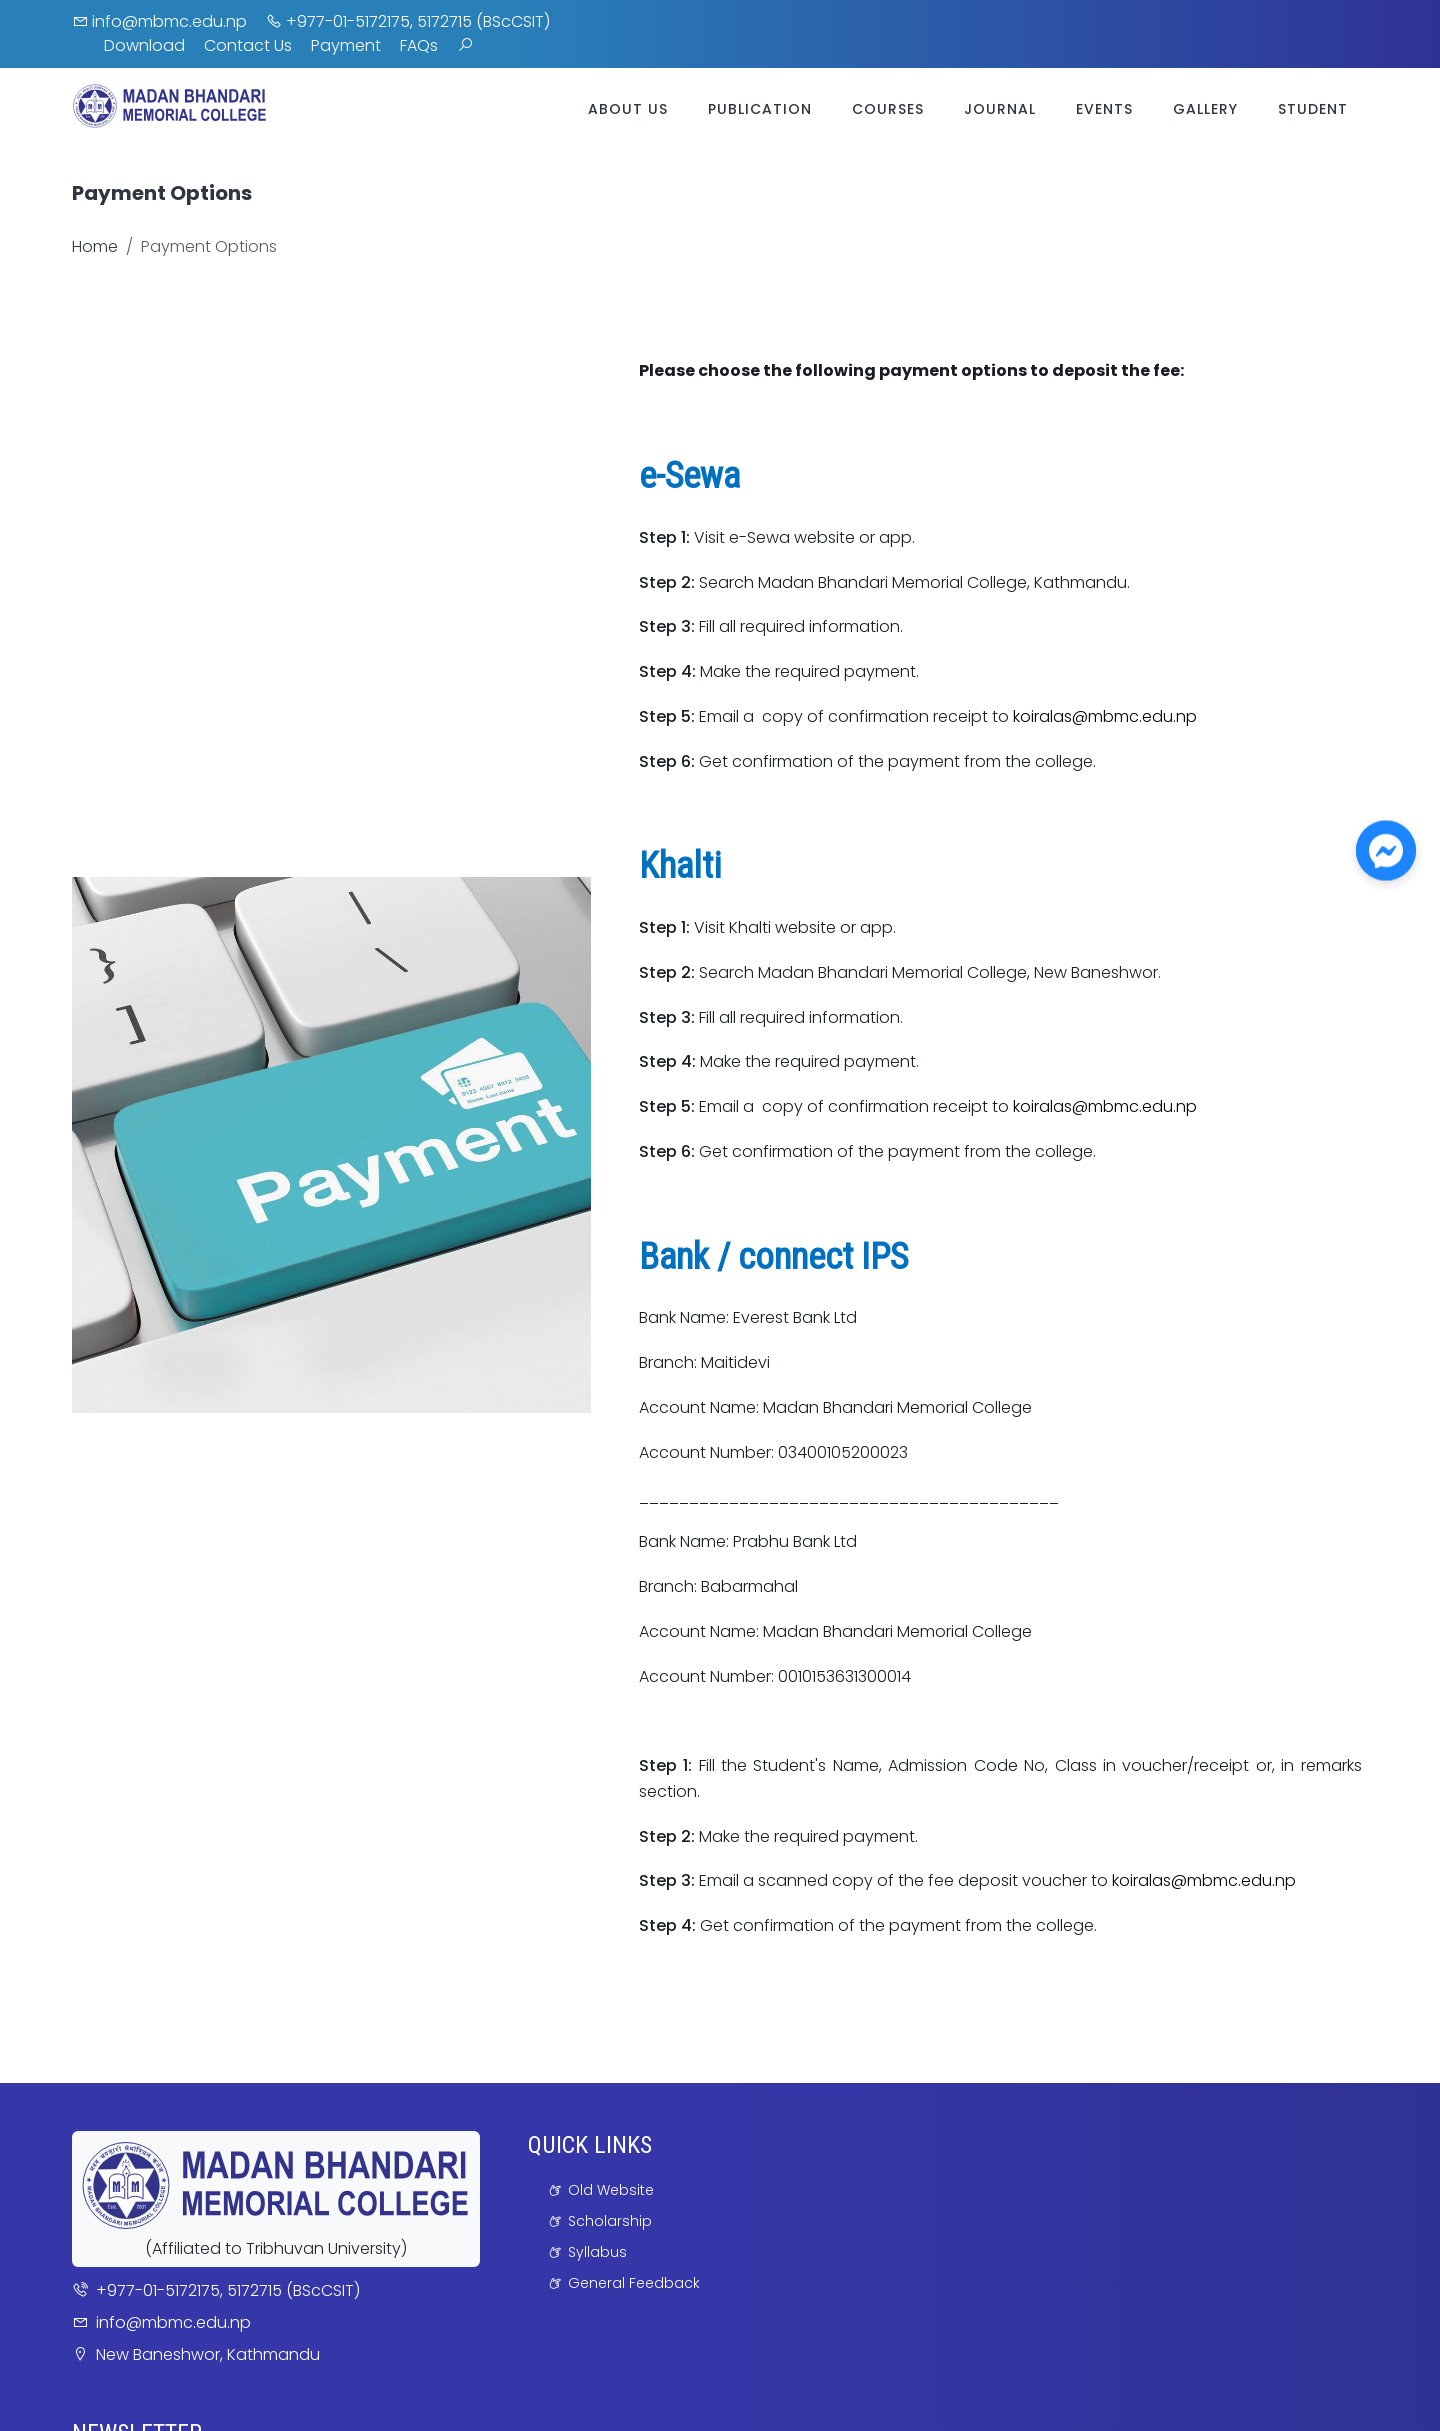 info@mbmc.edu.np +977-01-5172175, 5172715 (BScCSIT)
Download Contact Us Payment FAQs
MADAN BHANDARI
MEMORIAL COLLEGE
ABOUT US PUBLICATION COURSES JOURNAL EVENTS GALLERY STUDENT
Payment Options
Home / Payment Options
Please choose the following payment options to deposit the fee:
e-Sewa
Step 1: Visit e-Sewa website or app.
Step 2: Search Madan Bhandari Memorial College, Kathmandu.
Step 3: Fill all required information.
Step 4: Make the required payment.
Step 5: Email a  copy of confirmation receipt to koiralas@mbmc.edu.np
Step 6: Get confirmation of the payment from the college.
Khalti
Step 1: Visit Khalti website or app.
Step 2: Search Madan Bhandari Memorial College, New Baneshwor.
Step 3: Fill all required information.
Step 4: Make the required payment.
Step 5: Email a  copy of confirmation receipt to koiralas@mbmc.edu.np
Step 6: Get confirmation of the payment from the college.
}
]
\
/
0123 4567 8912 3456
Name Last name
Payment
Bank / connect IPS
Bank Name: Everest Bank Ltd
Branch: Maitidevi
Account Name: Madan Bhandari Memorial College
Account Number: 03400105200023
__________________________________________
Bank Name: Prabhu Bank Ltd
Branch: Babarmahal
Account Name: Madan Bhandari Memorial College
Account Number: 0010153631300014
Step 1: Fill the Student's Name, Admission Code No, Class in voucher/receipt or, in remarks
section.
Step 2: Make the required payment.
Step 3: Email a scanned copy of the fee deposit voucher to koiralas@mbmc.edu.np
Step 4: Get confirmation of the payment from the college.
MADAN BHANDARI
MEMORIAL COLLEGE
(Affiliated to Tribhuvan University)
+977-01-5172175, 5172715 (BScCSIT)
info@mbmc.edu.np
New Baneshwor, Kathmandu
QUICK LINKS
Old Website
Scholarship
Syllabus
General Feedback
NEWSLETTER